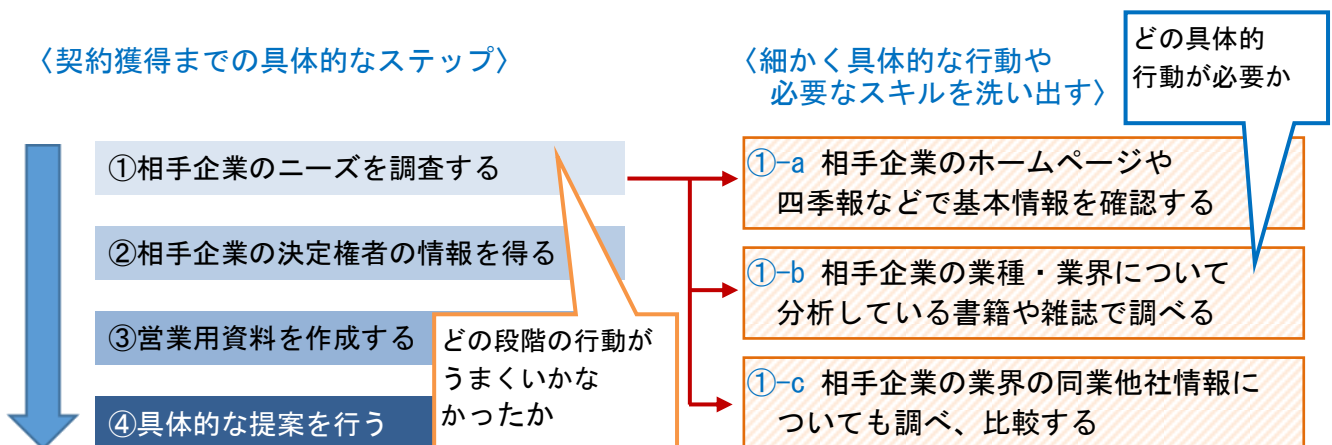 〈契約獲得までの具体的なステップ〉
①相手企業のニーズを調査する
②相手企業の決定権者の情報を得る
③営業用資料を作成する
④具体的な提案を行う
どの段階の行動が
うまくいかな
かったか
〈細かく具体的な行動や
必要なスキルを洗い出す〉
どの具体的
行動が必要か
①-a 相手企業のホームページや
四季報などで基本情報を確認する
①-b 相手企業の業種・業界について
分析している書籍や雑誌で調べる
①-c 相手企業の業界の同業他社情報に
ついても調べ、比較する